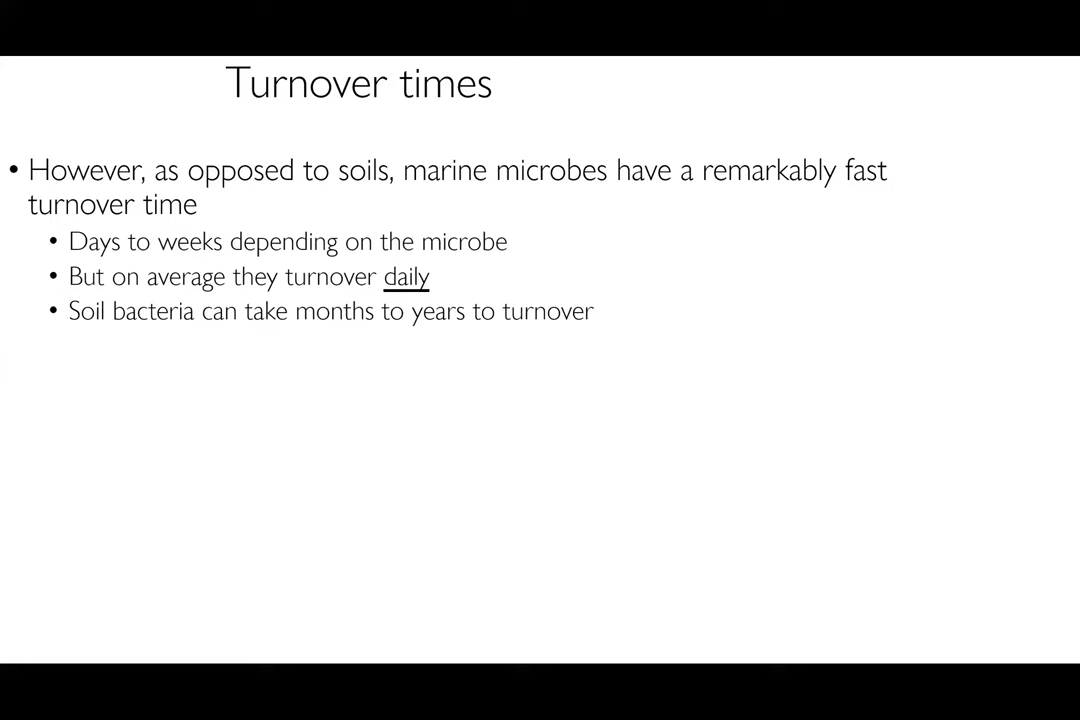 Turnover times
• However, as opposed to soils, marine microbes have a remarkably fast
turnover time
• Days to weeks depending on the microbe
• But on average they turnover daily
• Soil bacteria can take months to years to turnover